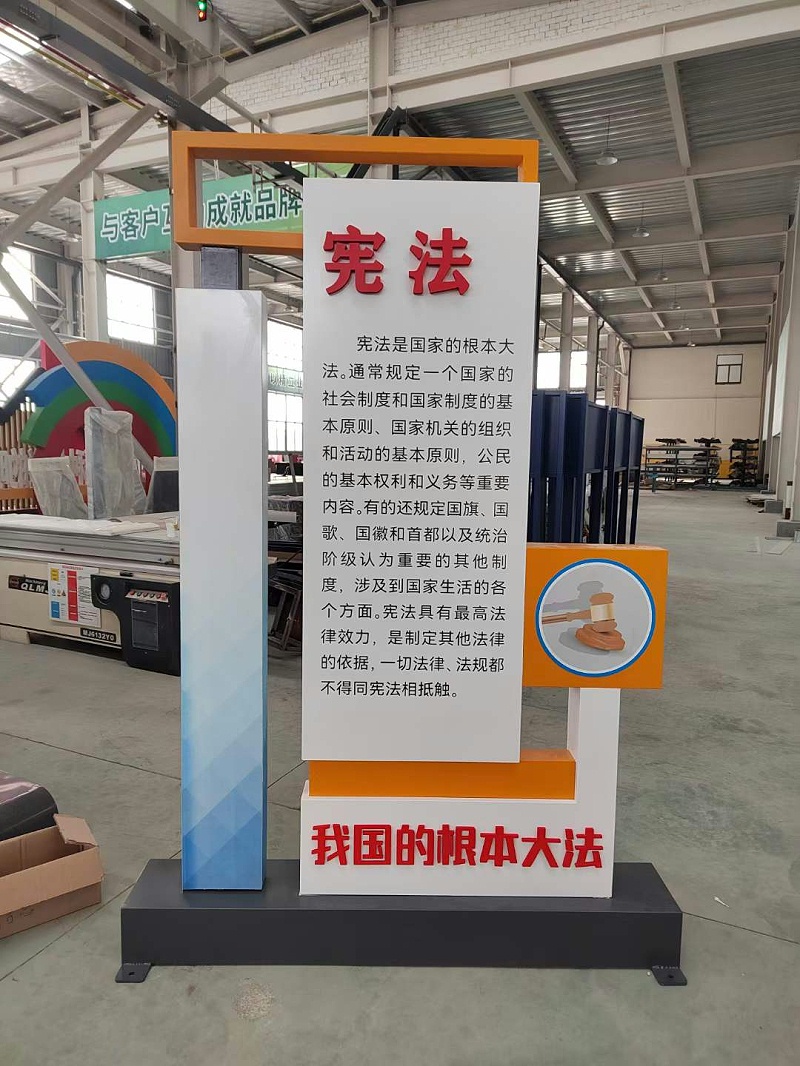 与客户互动成就品牌
宪法
宪法是国家的根本大
法。通常规定一个国家的
社会制度和国家制度的基
本原则、国家机关的组织
和活动的基本原则，公民
的基本权利和义务等重要
内容。有的还规定国旗、国
歌、国徽和首都以及统治
阶级认为重要的其他制
度，涉及到国家生活的各
个方面。宪法具有最高法
律效力，是制定其他法律
的依据，一切法律、法规都
不得同宪法相抵触。
我国的根本大法
QLM
MJ6132YD